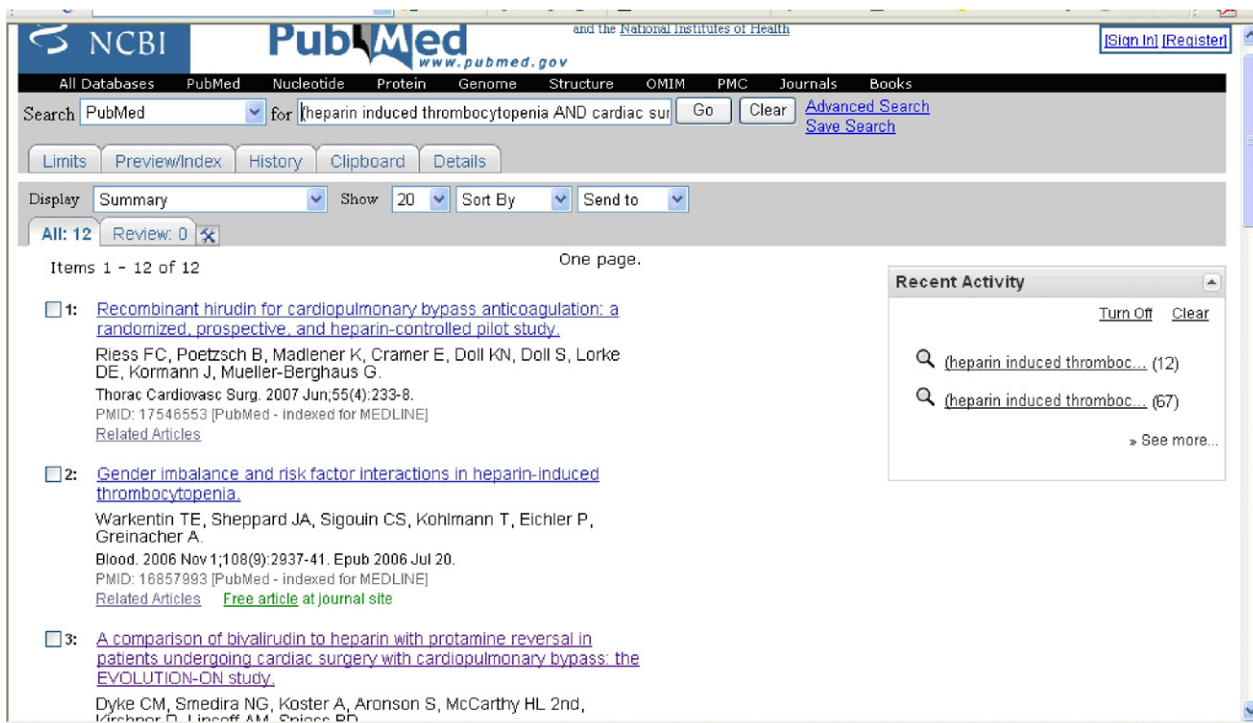 NCBI
PubMed
www.pubmed.gov
and the National Institutes of Health
[Sign In] [Register]
All Databases PubMed Nucleotide Protein Genome Structure OMIM PMC Journals Books
Search PubMed for (heparin induced thrombocytopenia AND cardiac sur Go Clear Advanced Search
Save Search
Limits Preview/Index History Clipboard Details
Display Summary Show 20 Sort By Send to
All: 12 Review: 0
Items 1 - 12 of 12
One page.
1: Recombinant hirudin for cardiopulmonary bypass anticoagulation: a
randomized, prospective, and heparin-controlled pilot study.
Riess FC, Poetzsch B, Madlener K, Cramer E, Doll KN, Doll S, Lorke
DE, Kormann J, Mueller-Berghaus G.
Thorac Cardiovasc Surg. 2007 Jun;55(4):233-8.
PMID: 17546553 [PubMed - indexed for MEDLINE]
Related Articles
2: Gender imbalance and risk factor interactions in heparin-induced
thrombocytopenia.
Warkentin TE, Sheppard JA, Sigouin CS, Kohlmann T, Eichler P,
Greinacher A.
Blood. 2006 Nov 1;108(9):2937-41. Epub 2006 Jul 20.
PMID: 16857993 [PubMed - indexed for MEDLINE]
Related Articles Free article at journal site
3: A comparison of bivalirudin to heparin with protamine reversal in
patients undergoing cardiac surgery with cardiopulmonary bypass: the
EVOLUTION-ON study.
Dyke CM, Smedira NG, Koster A, Aronson S, McCarthy HL 2nd,
Kirshner R, Lincoff AM, Spiess BD.
Recent Activity
Turn Off Clear
(heparin induced thromboc... (12)
(heparin induced thromboc... (67)
» See more...